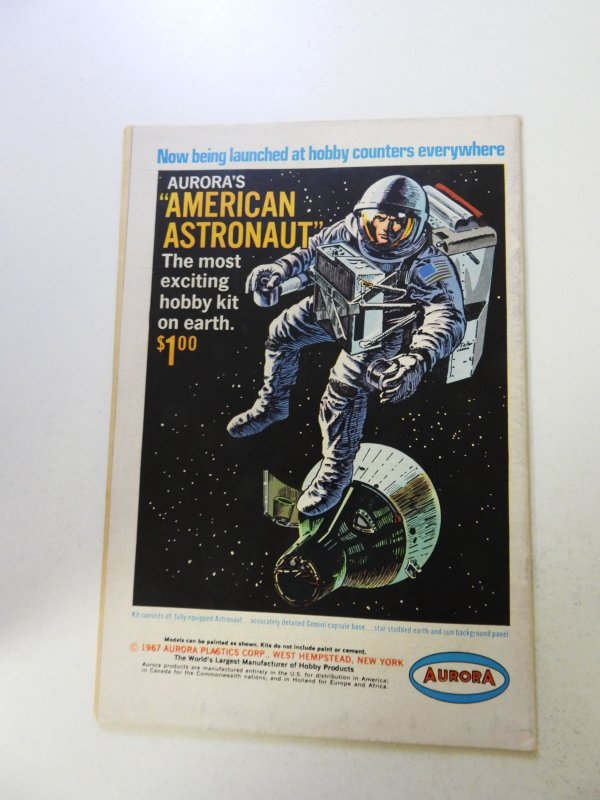 Now being launched at hobby counters everywhere
AURORA'S
"AMERICAN
ASTRONAUT"
The most
exciting
hobby kit
on earth.
$1.00
Kit consists of: fully equipped Astronaut ... accurately detailed Gemini capsule base ... star studded earth and sun background panel
Models can be painted as shown. Kits do not include paint or cement.
© 1967 AURORA PLASTICS CORP., WEST HEMPSTEAD, NEW YORK
The World's Largest Manufacturer of Hobby Products
Aurora products are manufactured entirely in the U.S. for distribution in America;
in Canada for the Commonwealth nations; and in Holland for Europe and Africa.
AURORA